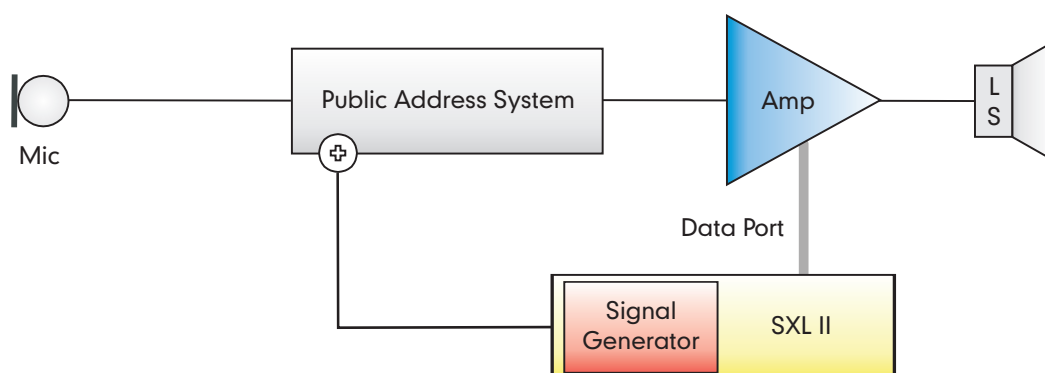 Mic
Public Address System
Amp
L
S
Data Port
Signal
Generator
SXL II